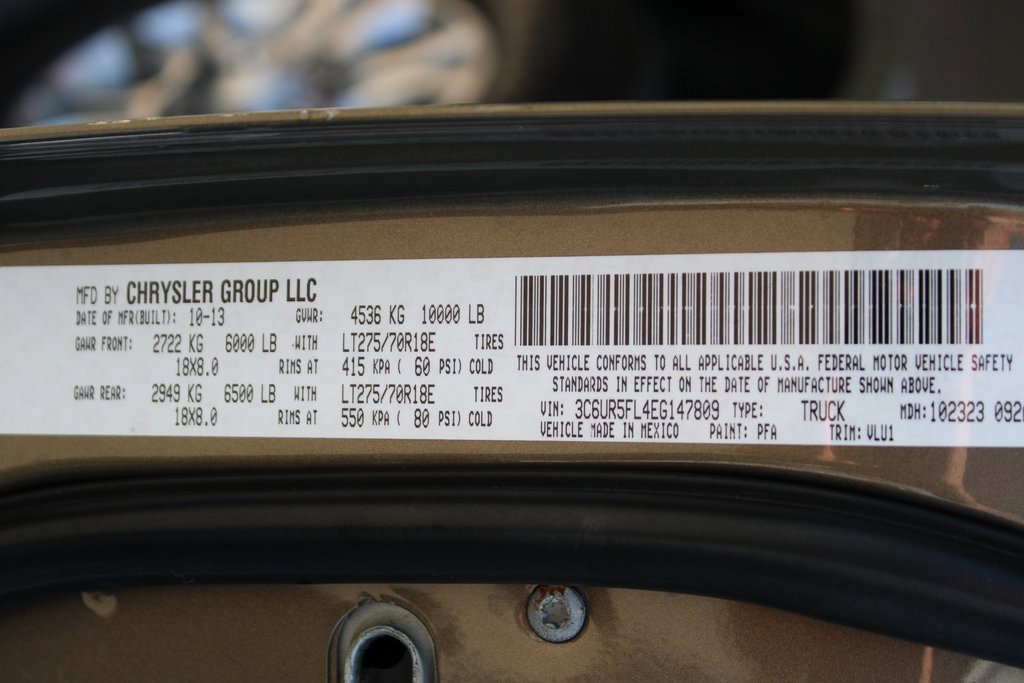 MFD BY CHRYSLER GROUP LLC
DATE OF MFR(BUILT): 10-13 GVWR: 4536 KG 10000 LB
GAWR FRONT: 2722 KG 6000 LB WITH LT275/70R18E TIRES
18X8.0 RIMS AT 415 KPA ( 60 PSI) COLD
GAWR REAR: 2949 KG 6500 LB WITH LT275/70R18E TIRES
18X8.0 RIMS AT 550 KPA ( 80 PSI) COLD
THIS VEHICLE CONFORMS TO ALL APPLICABLE U.S.A. FEDERAL MOTOR VEHICLE SAFETY
STANDARDS IN EFFECT ON THE DATE OF MANUFACTURE SHOWN ABOVE.
VIN: 3C6UR5FL4EG147809 TYPE: TRUCK MDH:102323 092
VEHICLE MADE IN MEXICO PAINT: PFA TRIM: VLU1